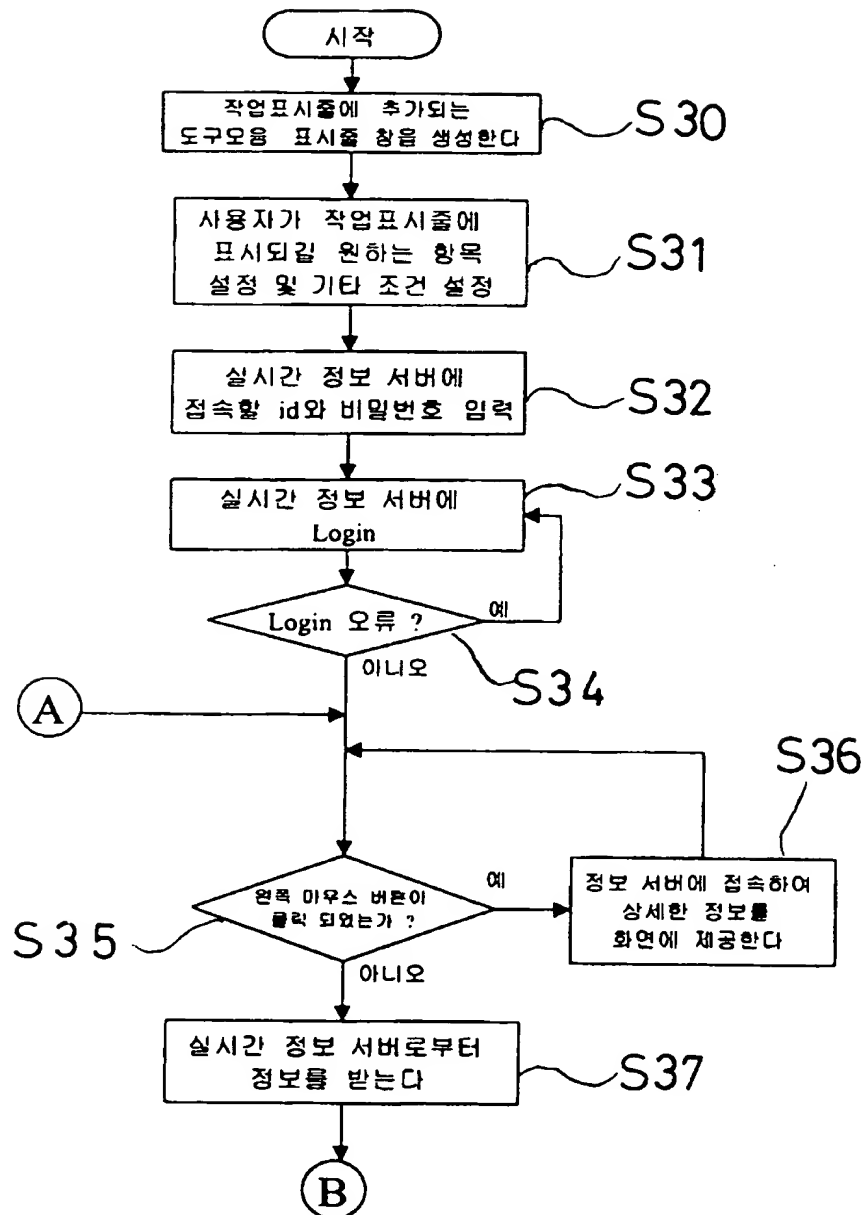 시작
작업표시줄에 추가되는
도구모음 표시줄 창을 생성한다
S30
사용자가 작업표시줄에
표시되길 원하는 항목
설정 및 기타 조건 설정
S31
실시간 정보 서버에
접속할 id와 비밀번호 입력
S32
실시간 정보 서버에
Login
S33
Login 오류 ?
예
아니오
S34
A
S36
왼쪽 마우스 버튼이
클릭 되었는가 ?
예
정보 서버에 접속하여
상세한 정보를
화면에 제공한다
S35
아니오
실시간 정보 서버로부터
정보를 받는다
S37
B